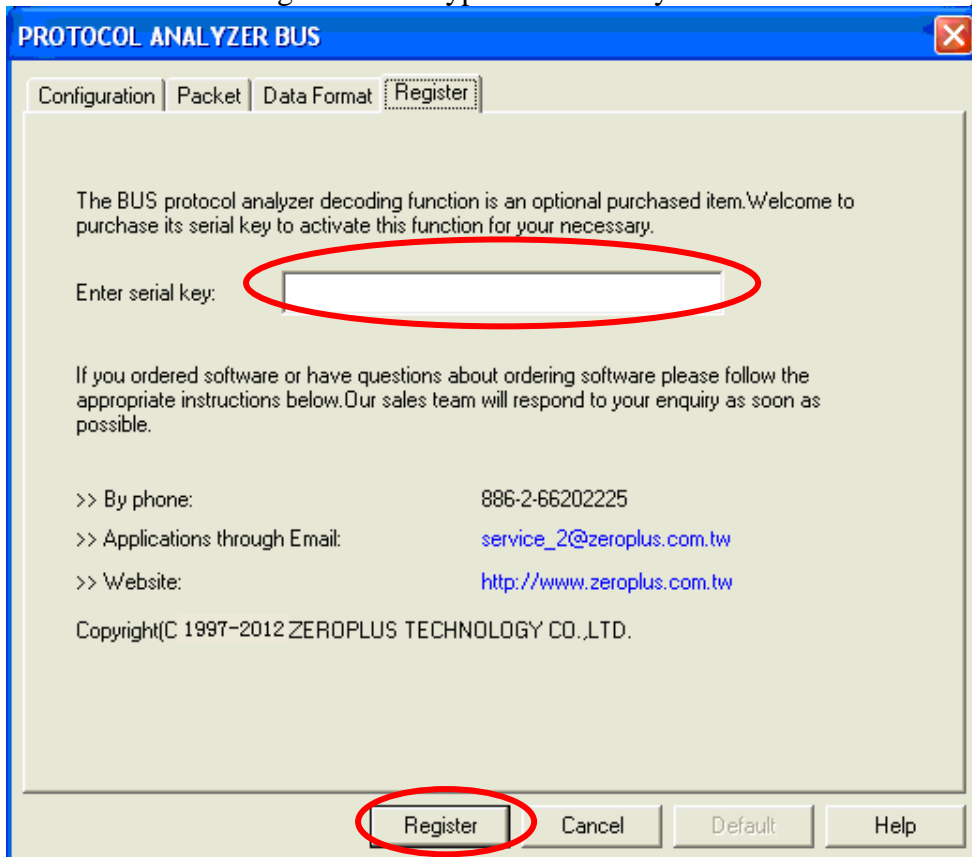 PROTOCOL ANALYZER BUS
Configuration Packet Data Format Register
The BUS protocol analyzer decoding function is an optional purchased item.Welcome to
purchase its serial key to activate this function for your necessary.
Enter serial key:
If you ordered software or have questions about ordering software please follow the
appropriate instructions below.Our sales team will respond to your enquiry as soon as
possible.
>> By phone: 886-2-66202225
>> Applications through Email: service_2@zeroplus.com.tw
>> Website: http://www.zeroplus.com.tw
Copyright(C 1997-2012 ZEROPLUS TECHNOLOGY CO.,LTD.
Register Cancel Default Help